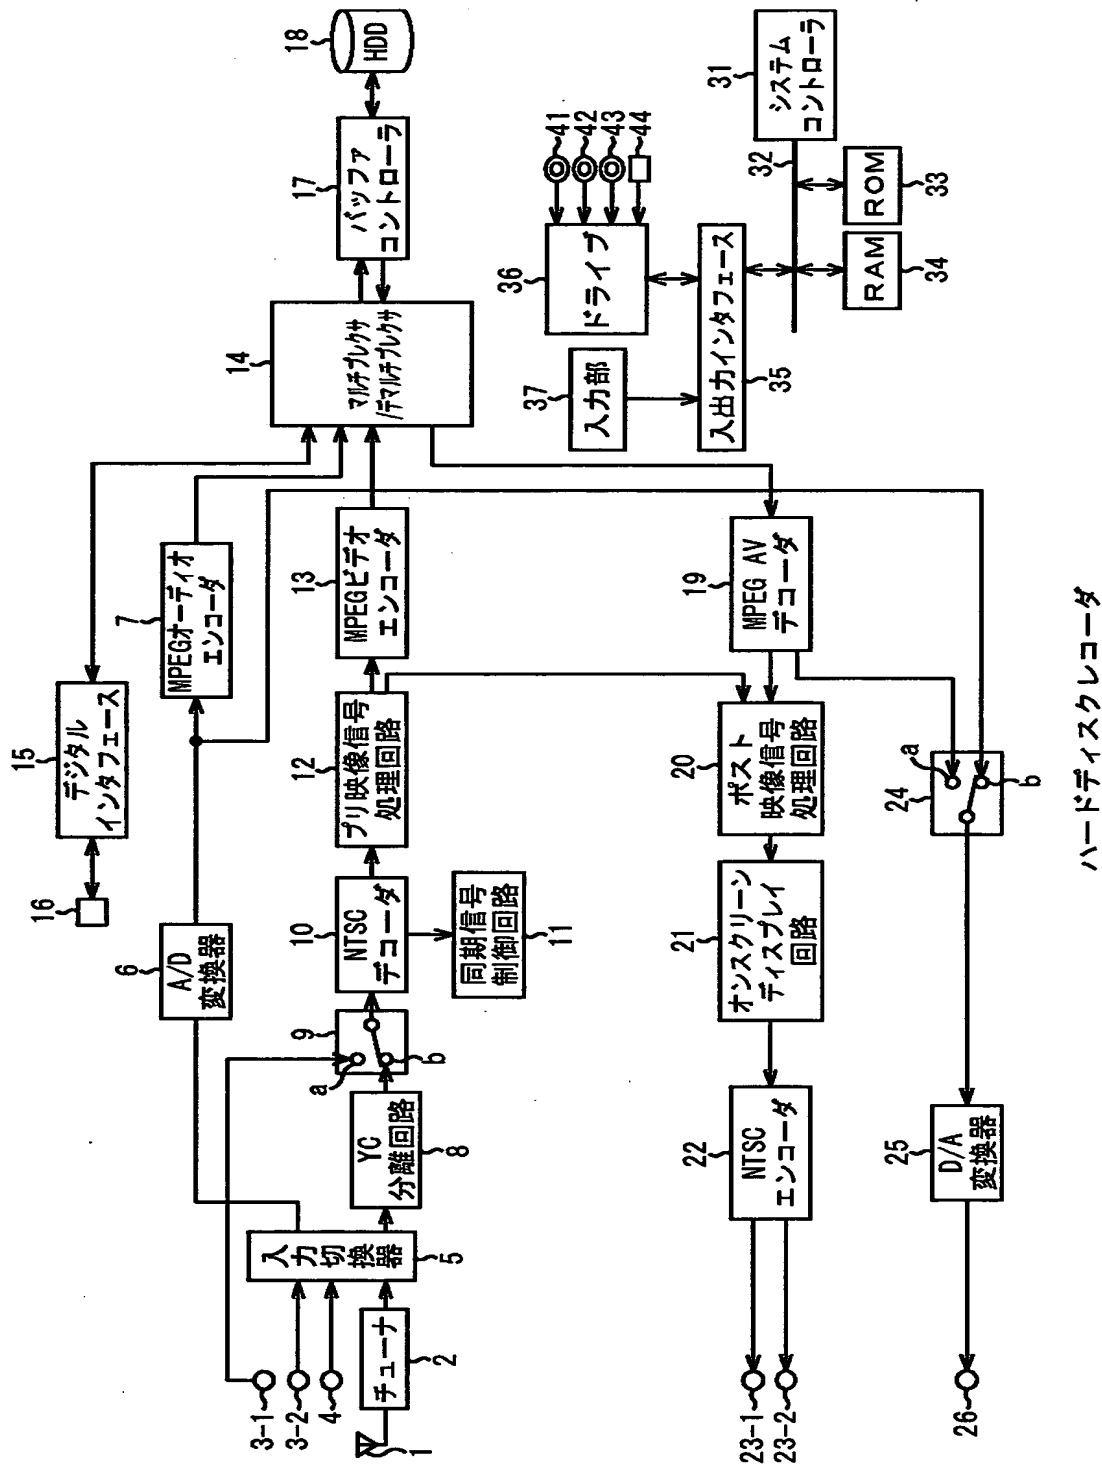 15
デジタル
インタフェース
16
6
A/D
変換器
7
MPEGオーディオ
エンコーダ
14
マルチプレクサ
/デマルチプレクサ
17
バッファ
コントローラ
18
HDD
3-1
3-2
4
1
チューナ
2
入力切換器
5
YC
分離回路
8
9
a
b
10
NTSC
デコーダ
同期信号
制御回路
11
12
プリ映像信号
処理回路
13
MPEGビデオ
エンコーダ
36
ドライブ
41
42
43
44
37
入力部
入出力インタフェース
35
31
システム
コントローラ
32
ROM
33
RAM
34
19
MPEG AV
デコーダ
20
ポスト
映像信号
処理回路
21
オンスクリーン
ディスプレイ
回路
22
NTSC
エンコーダ
23-1
23-2
24
a
b
25
D/A
変換器
26
ハードディスクレコーダ